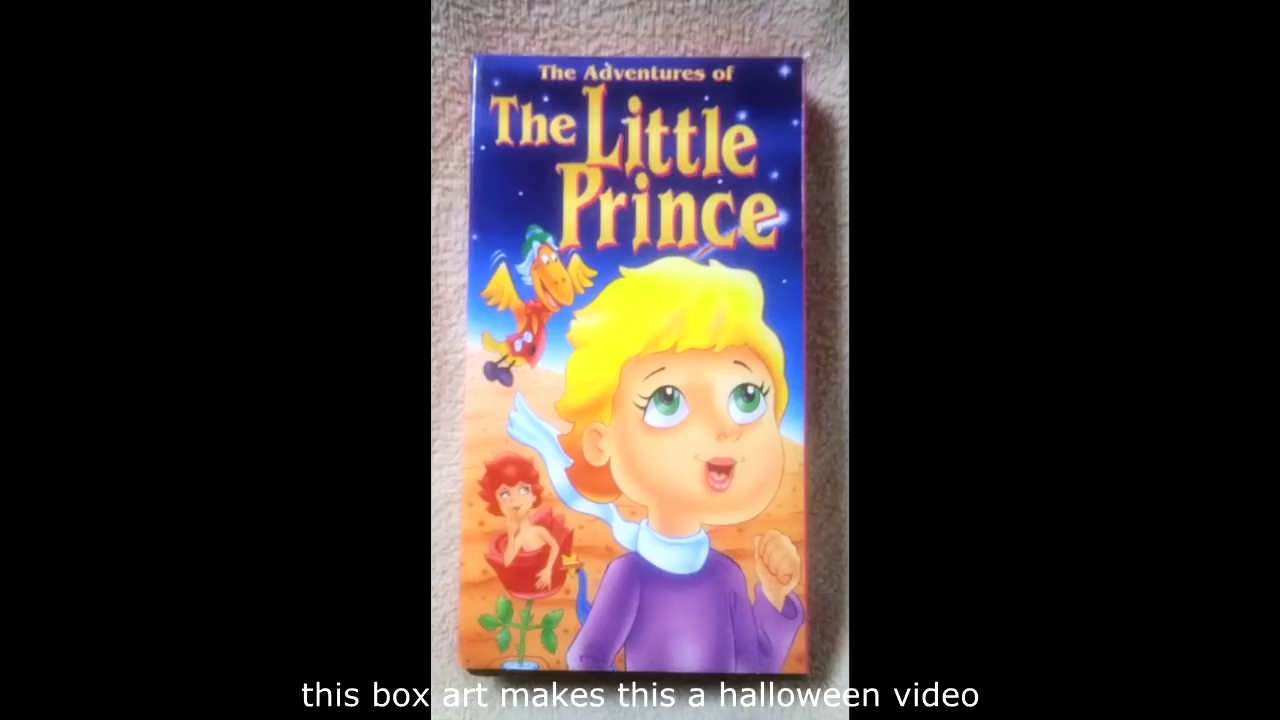 The Adventures of
The Little
Prince
this box art makes this a halloween video